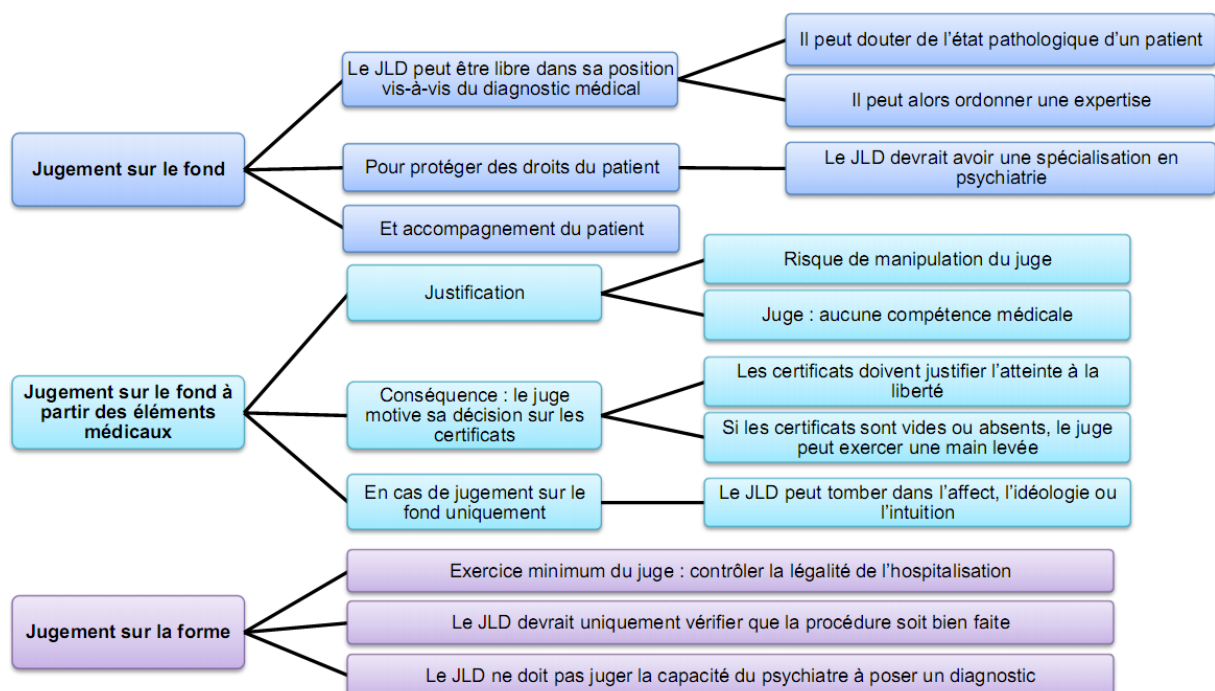 Il peut douter de l'état pathologique d'un patient
Le JLD peut être libre dans sa position
vis-à-vis du diagnostic médical
Il peut alors ordonner une expertise
Jugement sur le fond
Pour protéger des droits du patient
Le JLD devrait avoir une spécialisation en
psychiatrie
Et accompagnement du patient
Risque de manipulation du juge
Justification
Juge : aucune compétence médicale
Jugement sur le fond à
partir des éléments
médicaux
Conséquence : le juge
motive sa décision sur les
certificats
Les certificats doivent justifier l'atteinte à la
liberté
Si les certificats sont vides ou absents, le juge
peut exercer une main levée
En cas de jugement sur le
fond uniquement
Le JLD peut tomber dans l'affect, l'idéologie ou
l'intuition
Exercice minimum du juge : contrôler la légalité de l'hospitalisation
Jugement sur la forme
Le JLD devrait uniquement vérifier que la procédure soit bien faite
Le JLD ne doit pas juger la capacité du psychiatre à poser un diagnostic